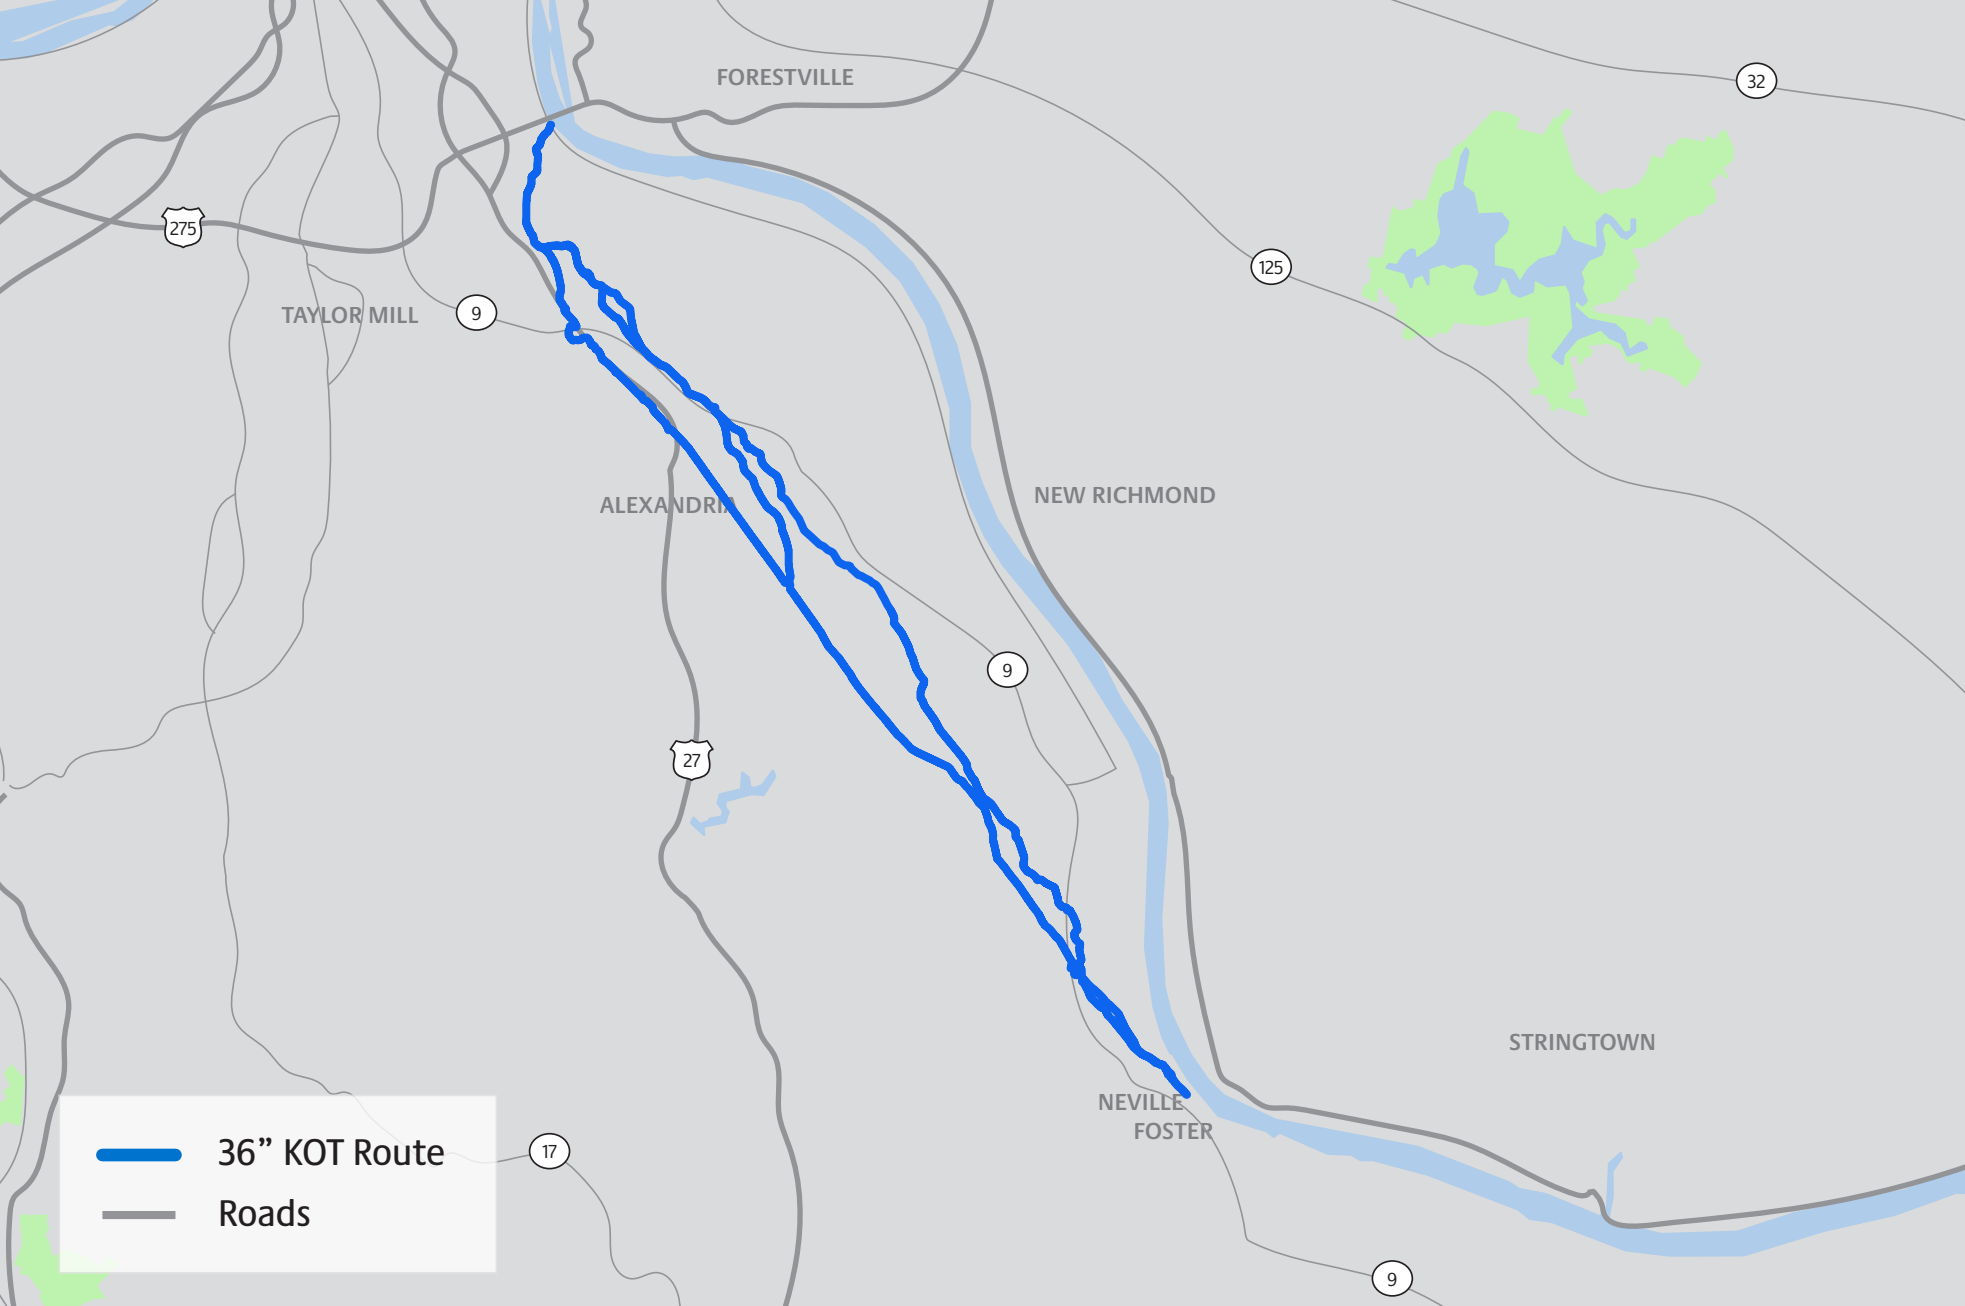 FORESTVILLE
32
275
125
TAYLOR MILL
9
NEW RICHMOND
ALEXANDRIA
9
27
STRINGTOWN
NEVILLE
FOSTER
36” KOT Route
17
Roads
9